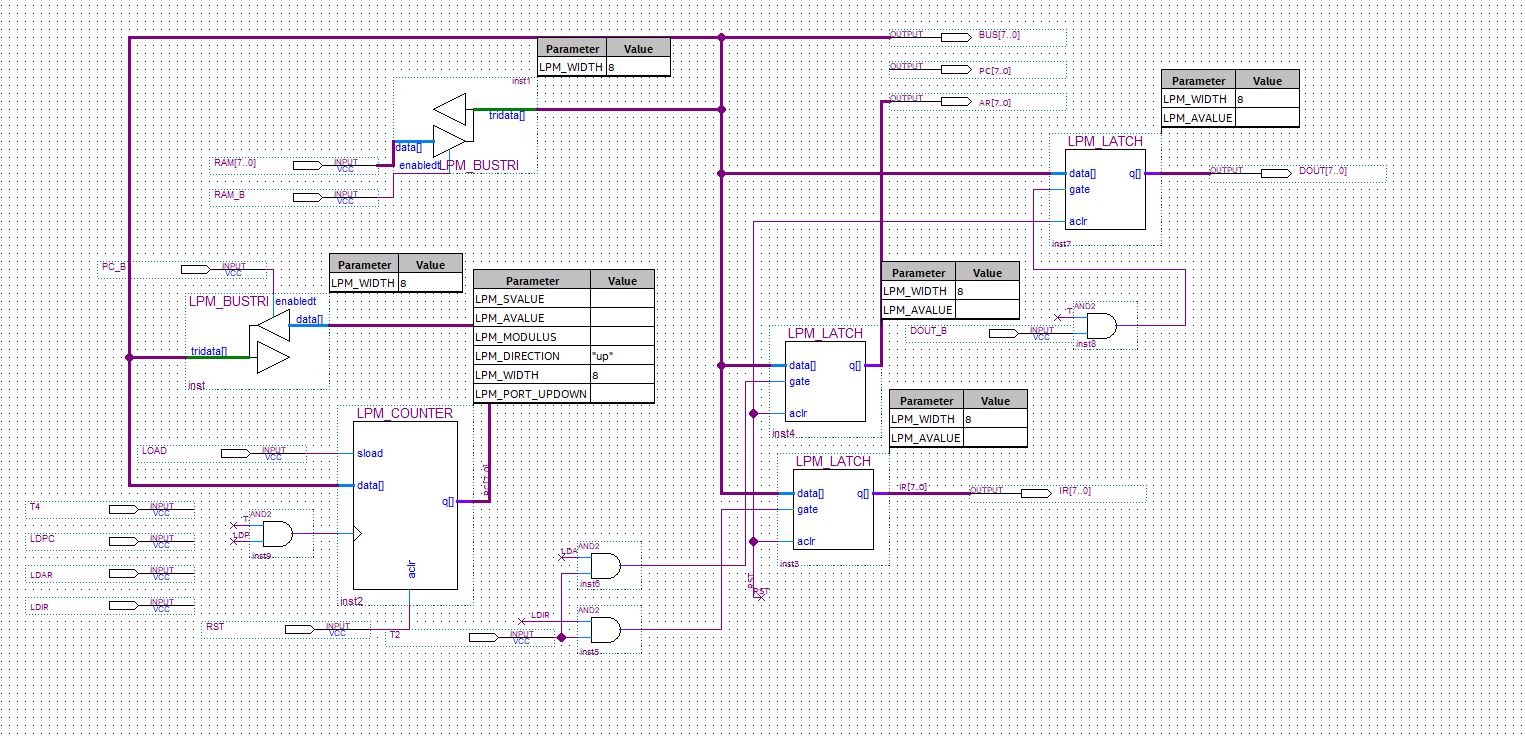 OUTPUT BUS[7..0]
Parameter Value
LPM_WIDTH 8
OUTPUT PC[7..0]
inst1
OUTPUT AR[7..0]
Parameter Value
LPM_WIDTH 8
LPM_AVALUE
tridata[]
data[]
enabledt LPM_BUSTRI
RAM[7..0] INPUT
VCC
RAM_B INPUT
VCC
LPM_LATCH
data[] q[]
gate
aclr
inst7
OUTPUT DOUT[7..0]
PC_B INPUT
VCC
Parameter Value
LPM_WIDTH 8
LPM_BUSTRI enabledt
data[]
tridata[]
inst
Parameter Value
LPM_SVALUE
LPM_AVALUE
LPM_MODULUS
LPM_DIRECTION "up"
LPM_WIDTH 8
LPM_PORT_UPDOWN
Parameter Value
LPM_WIDTH 8
LPM_AVALUE
LPM_LATCH
data[] q[]
gate
aclr
inst4
DOUT_B INPUT
VCC
AND2
inst8
Parameter Value
LPM_WIDTH 8
LPM_AVALUE
LPM_COUNTER
sload
data[]
q[]
aclr
inst2
PC[7..0]
LOAD INPUT
VCC
LPM_LATCH
data[] q[]
gate
aclr
inst3
IR[7..0] OUTPUT IR[7..0]
T4 INPUT
VCC
LDPC INPUT
VCC
LDAR INPUT
VCC
LDIR INPUT
VCC
T AND2
LDP
inst9
RST INPUT
VCC
T2 INPUT
VCC
LDA AND2
inst6
LDIR AND2
inst5
RST
RST